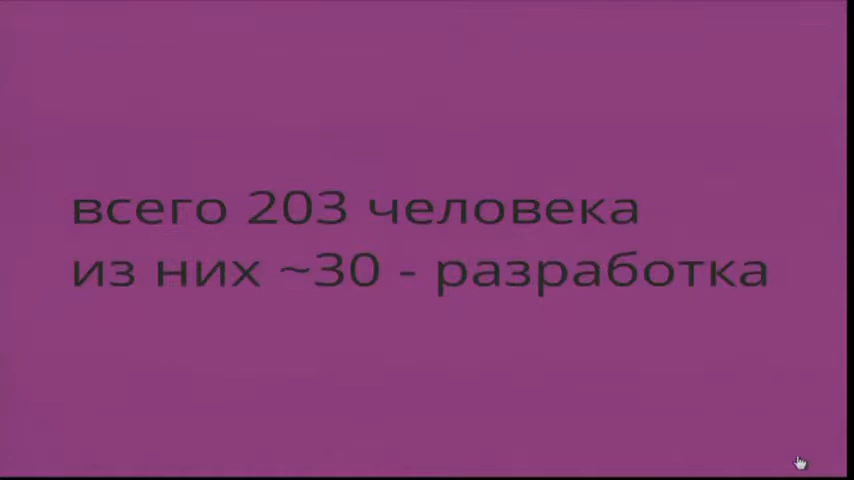 всего 203 человека
из них ~30 - разработка